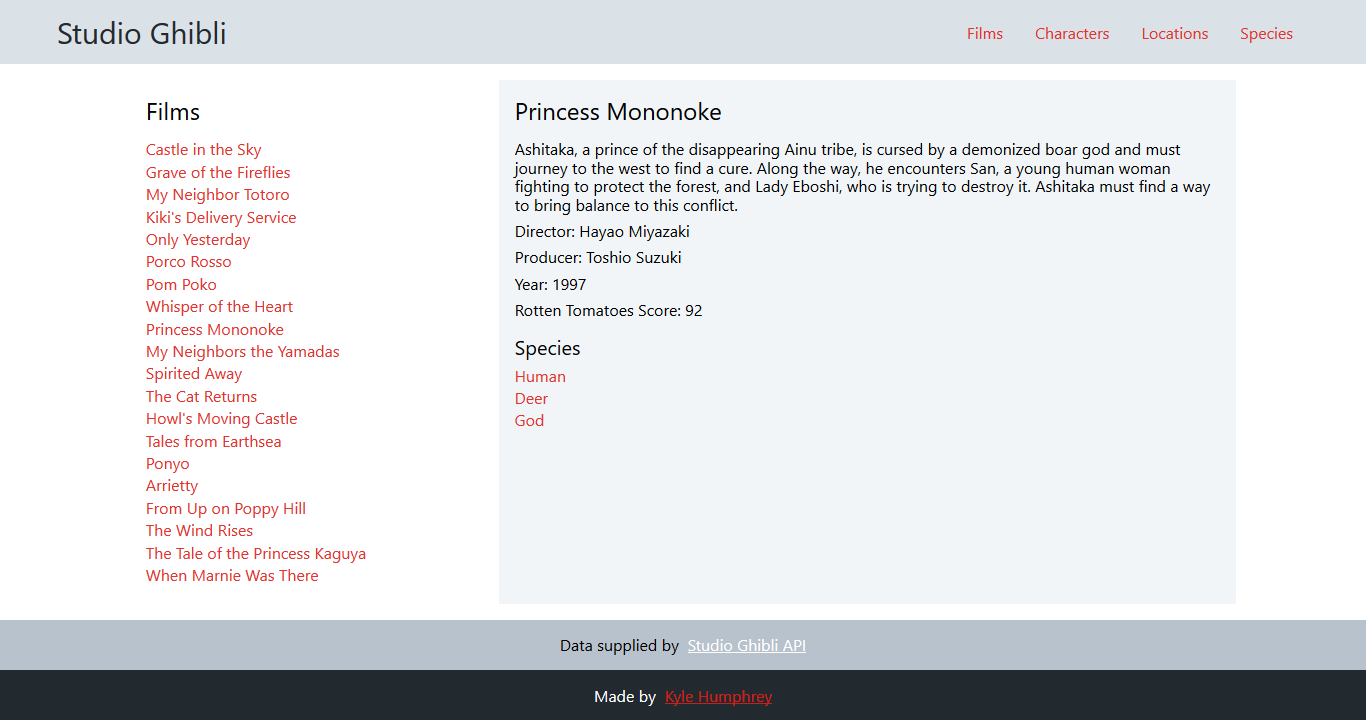 Studio Ghibli
Films Characters Locations Species
Films
Castle in the Sky
Grave of the Fireflies
My Neighbor Totoro
Kiki's Delivery Service
Only Yesterday
Porco Rosso
Pom Poko
Whisper of the Heart
Princess Mononoke
My Neighbors the Yamadas
Spirited Away
The Cat Returns
Howl's Moving Castle
Tales from Earthsea
Ponyo
Arrietty
From Up on Poppy Hill
The Wind Rises
The Tale of the Princess Kaguya
When Marnie Was There
Princess Mononoke
Ashitaka, a prince of the disappearing Ainu tribe, is cursed by a demonized boar god and must
journey to the west to find a cure. Along the way, he encounters San, a young human woman
fighting to protect the forest, and Lady Eboshi, who is trying to destroy it. Ashitaka must find a way
to bring balance to this conflict.
Director: Hayao Miyazaki
Producer: Toshio Suzuki
Year: 1997
Rotten Tomatoes Score: 92
Species
Human
Deer
God
Data supplied by Studio Ghibli API
Made by Kyle Humphrey